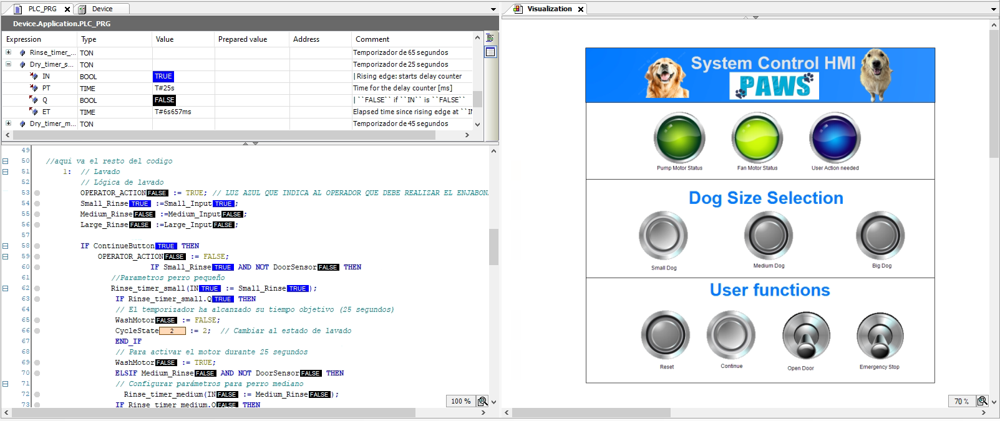 PLC_PRG
Device
Device.Application.PLC_PRG
Expression Type Value Prepared value Address Comment
Rinse_timer_... TON Temporizador de 65 segundos
Dry_timer_s... TON Temporizador de 25 segundos
IN BOOL TRUE | Rising edge: starts delay counter
PT TIME T#25s Time for the delay counter [ms]
Q BOOL FALSE | ``FALSE`` if ``IN`` is ``FALSE``
ET TIME T#6s657ms Elapsed time since rising edge at ``IN
Dry_timer_m... TON Temporizador de 45 segundos
49
50 //aqui va el resto del codigo
51 1: // Lavado
52 // Lógica de lavado
53 OPERATOR_ACTION FALSE := TRUE; // LUZ AZUL QUE INDICA AL OPERADOR QUE DEBE REALIZAR EL ENJABON
54 Small_Rinse TRUE :=Small_Input TRUE ;
55 Medium_Rinse FALSE :=Medium_Input FALSE ;
56 Large_Rinse FALSE :=Large_Input FALSE ;
57
58 IF ContinueButton TRUE THEN
59 OPERATOR_ACTION FALSE := FALSE;
60 IF Small_Rinse TRUE AND NOT DoorSensor FALSE THEN
61 //Parametros perro pequeño
62 Rinse_timer_small(IN TRUE := Small_Rinse TRUE );
63 IF Rinse_timer_small.Q TRUE THEN
64 // El temporizador ha alcanzado su tiempo objetivo (25 segundos)
65 WashMotor FALSE := FALSE;
66 CycleState 2 := 2; // Cambiar al estado de lavado
67 END_IF
68 // Para activar el motor durante 25 segundos
69 WashMotor FALSE := TRUE;
70 ELSIF Medium_Rinse FALSE AND NOT DoorSensor FALSE THEN
71 // Configurar parámetros para perro mediano
72 Rinse_timer_medium(IN FALSE := Medium_Rinse FALSE );
73 IF Rinse_timer_medium.Q FALSE THEN
100 %
Visualization
System Control HMI
PAWS
Pump Motor Status
Fan Motor Status
User Action needed
Dog Size Selection
Small Dog
Medium Dog
Big Dog
User functions
Reset
Continue
Open Door
Emergency Stop
70 %